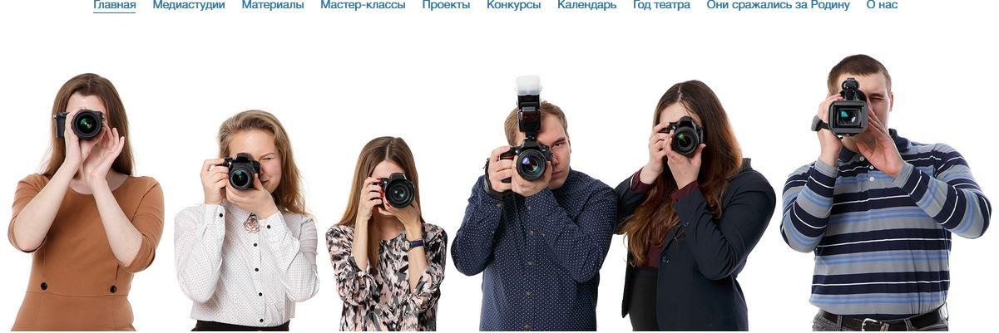 Главная Медиастудии Материалы Мастер-классы Проекты Конкурсы Календарь Год театра Они сражались за Родину О нас